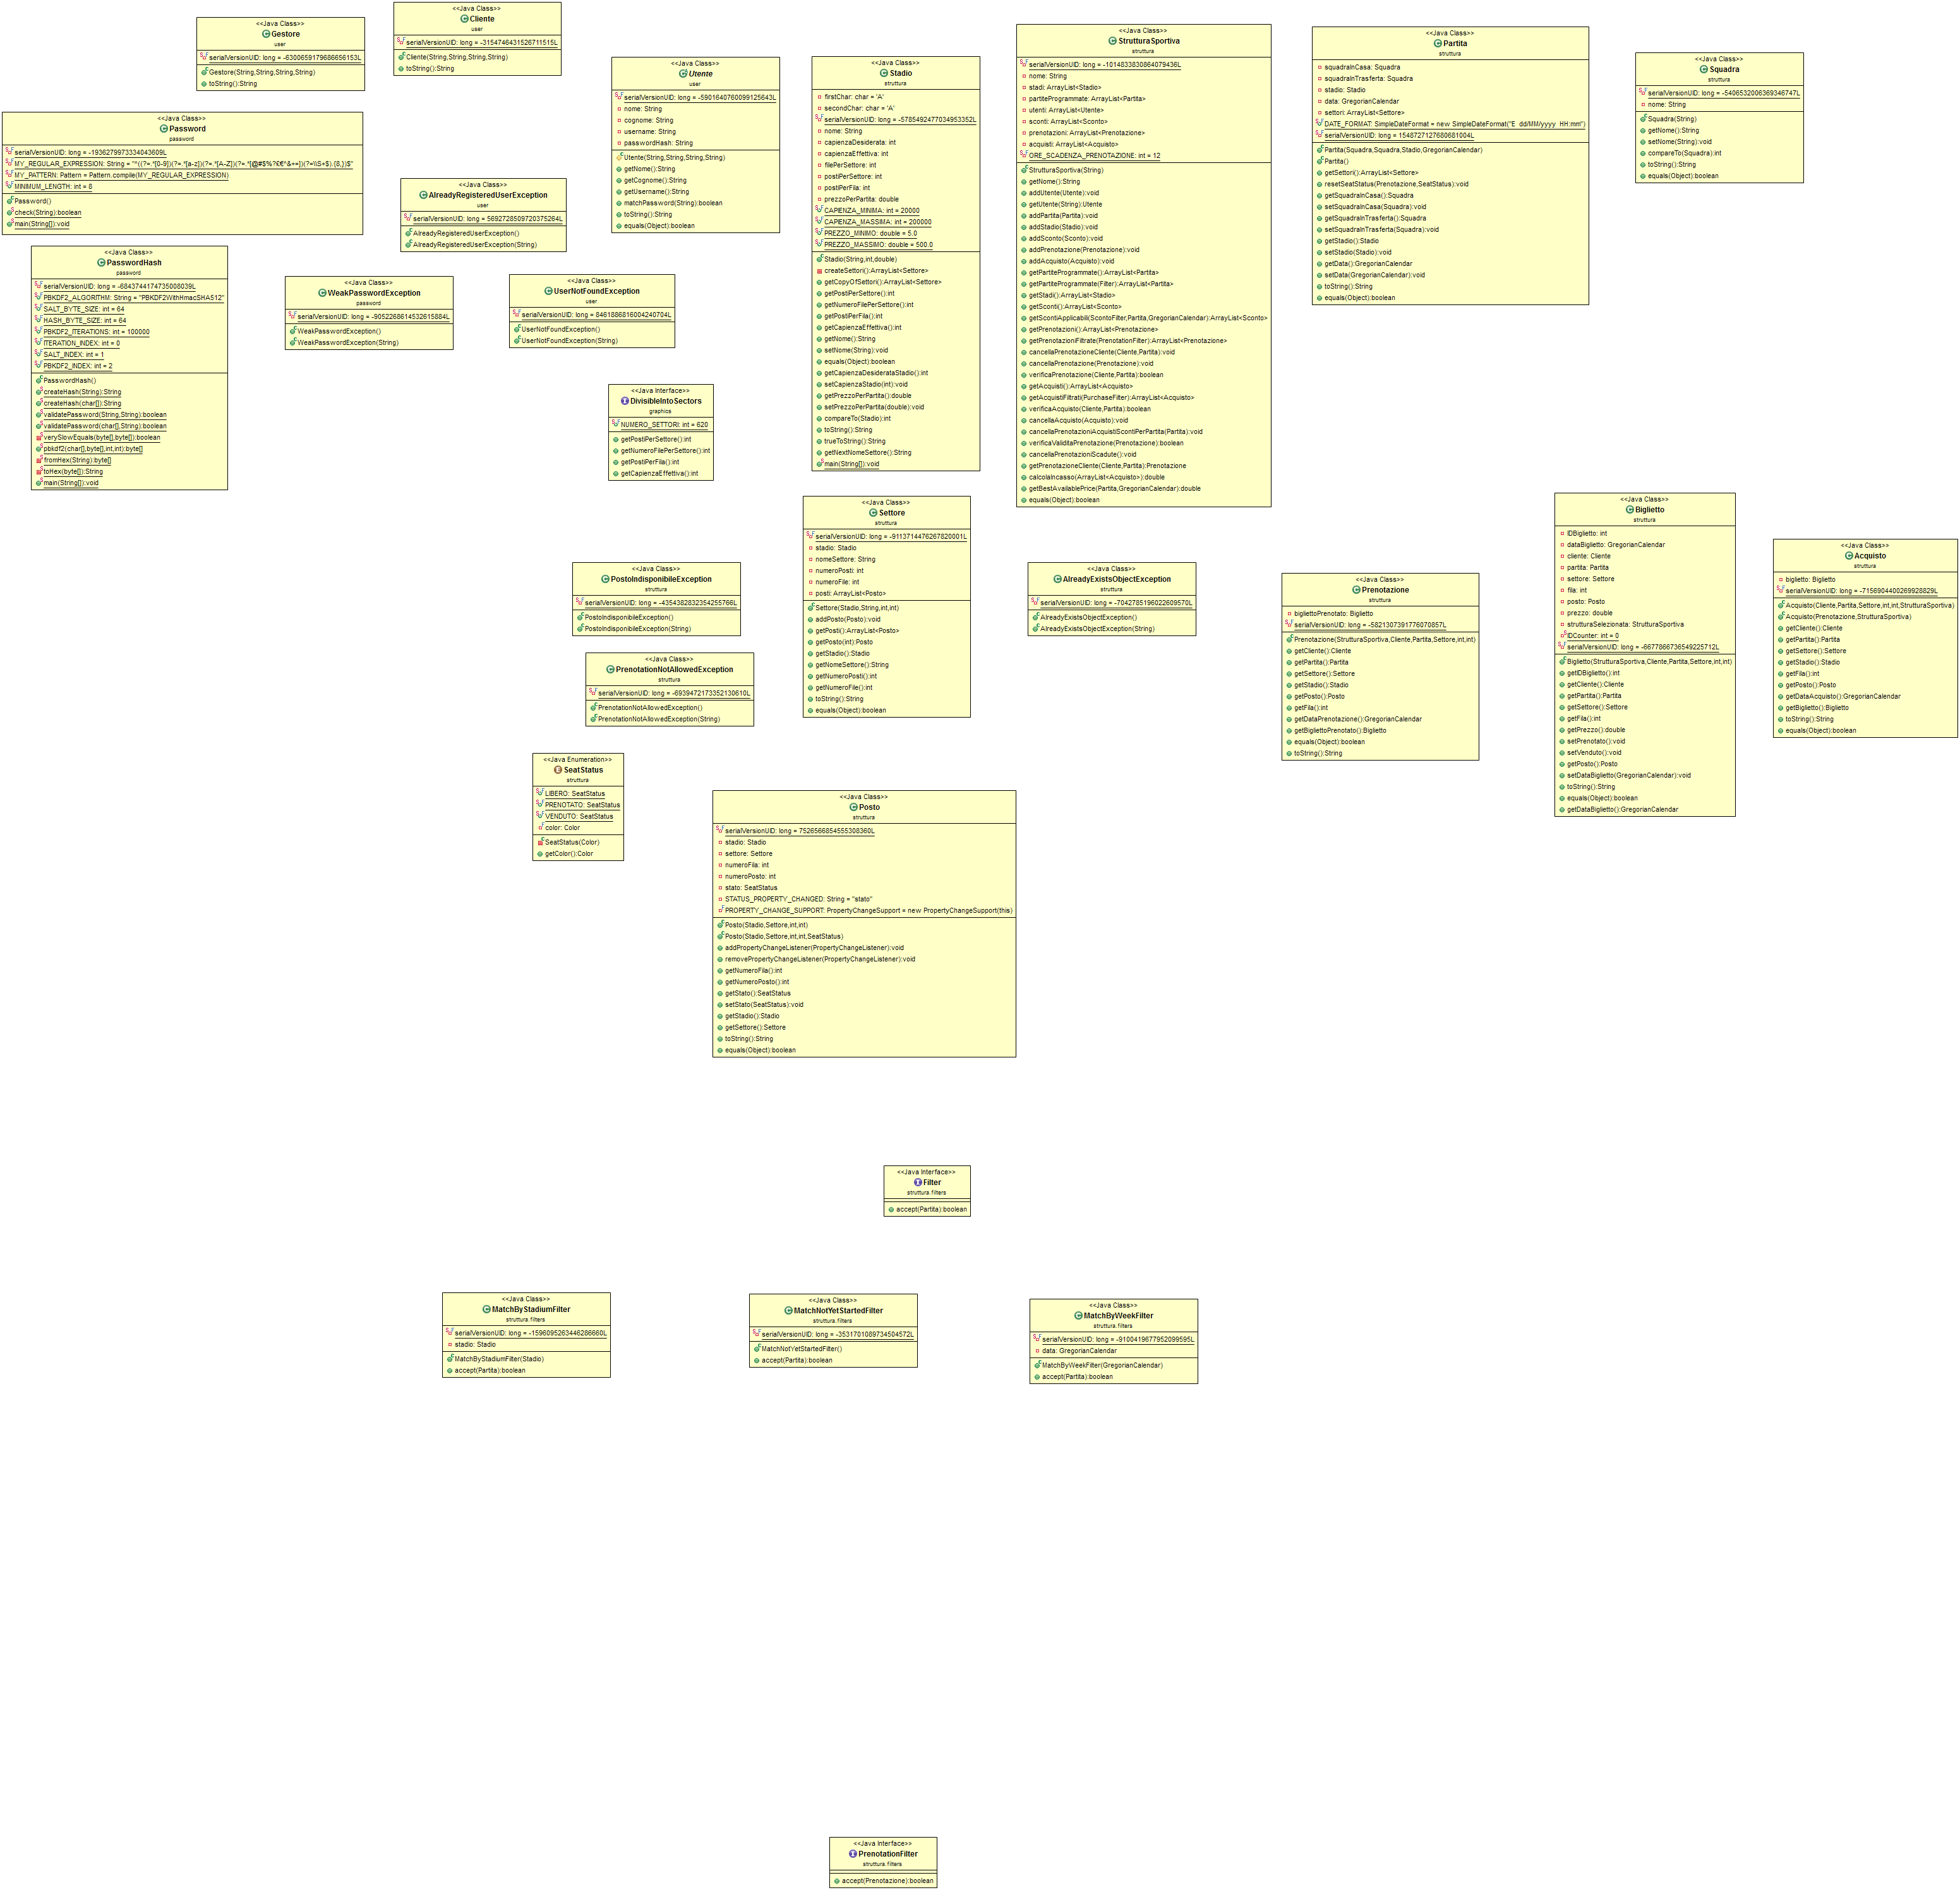 <<Java Class>>
Gestore
user
serialVersionUID: long = -6300659179686656153L
Gestore(String,String,String,String)
toString():String
<<Java Class>>
Cliente
user
serialVersionUID: long = -3154746431526711515L
Cliente(String,String,String,String)
toString():String
<<Java Class>>
Utente
user
serialVersionUID: long = -5901640760099125643L
nome: String
cognome: String
username: String
passwordHash: String
Utente(String,String,String,String)
getNome():String
getCognome():String
getUsername():String
matchPassword(String):boolean
toString():String
equals(Object):boolean
<<Java Class>>
Stadio
struttura
firstChar: char = 'A'
secondChar: char = 'A'
serialVersionUID: long = -5785492477034953352L
nome: String
capienzaDesiderata: int
capienzaEffettiva: int
filePerSettore: int
postiPerSettore: int
postiPerFila: int
prezzoPerPartita: double
CAPIENZA_MINIMA: int = 20000
CAPIENZA_MASSIMA: int = 200000
PREZZO_MINIMO: double = 5.0
PREZZO_MASSIMO: double = 500.0
Stadio(String,int,double)
createSettori():ArrayList<Settore>
getCopyOfSettori():ArrayList<Settore>
getPostiPerSettore():int
getNumeroFilePerSettore():int
getPostiPerFila():int
getCapienzaEffettiva():int
getNome():String
setNome(String):void
equals(Object):boolean
getCapienzaDesiderataStadio():int
setCapienzaStadio(int):void
getPrezzoPerPartita():double
setPrezzoPerPartita(double):void
compareTo(Stadio):int
toString():String
trueToString():String
getNextNomeSettore():String
main(String[]):void
<<Java Class>>
StrutturaSportiva
struttura
serialVersionUID: long = -1014833830864079436L
nome: String
stadi: ArrayList<Stadio>
partiteProgrammate: ArrayList<Partita>
utenti: ArrayList<Utente>
sconti: ArrayList<Sconto>
prenotazioni: ArrayList<Prenotazione>
acquisti: ArrayList<Acquisto>
ORE_SCADENZA_PRENOTAZIONE: int = 12
StrutturaSportiva(String)
getNome():String
addUtente(Utente):void
getUtente(String):Utente
addPartita(Partita):void
addStadio(Stadio):void
addSconto(Sconto):void
addPrenotazione(Prenotazione):void
addAcquisto(Acquisto):void
getPartiteProgrammate():ArrayList<Partita>
getPartiteProgrammate(Filter):ArrayList<Partita>
getStadi():ArrayList<Stadio>
getSconti():ArrayList<Sconto>
getScontiApplicabili(ScontoFilter,Partita,GregorianCalendar):ArrayList<Sconto>
getPrenotazioni():ArrayList<Prenotazione>
getPrenotazioniFiltrate(PrenotationFilter):ArrayList<Prenotazione>
cancellaPrenotazioneCliente(Cliente,Partita):void
cancellaPrenotazione(Prenotazione):void
verificaPrenotazione(Cliente,Partita):boolean
getAcquisti():ArrayList<Acquisto>
getAcquistiFiltrati(PurchaseFilter):ArrayList<Acquisto>
verificaAcquisto(Cliente,Partita):boolean
cancellaAcquisto(Acquisto):void
cancellaPrenotazioniAcquistiScontiPerPartita(Partita):void
verificaValiditaPrenotazione(Prenotazione):boolean
cancellaPrenotazioniScadute():void
getPrenotazioneCliente(Cliente,Partita):Prenotazione
calcolaIncasso(ArrayList<Acquisto>):double
getBestAvailablePrice(Partita,GregorianCalendar):double
equals(Object):boolean
<<Java Class>>
Partita
struttura
squadraInCasa: Squadra
squadraInTrasferta: Squadra
stadio: Stadio
data: GregorianCalendar
settori: ArrayList<Settore>
DATE_FORMAT: SimpleDateFormat = new SimpleDateFormat("E  dd/MM/yyyy  HH:mm")
serialVersionUID: long = 1548727127680681004L
Partita(Squadra,Squadra,Stadio,GregorianCalendar)
Partita()
getSettori():ArrayList<Settore>
resetSeatStatus(Prenotazione,SeatStatus):void
getSquadraInCasa():Squadra
setSquadraInCasa(Squadra):void
getSquadraInTrasferta():Squadra
setSquadraInTrasferta(Squadra):void
getStadio():Stadio
setStadio(Stadio):void
getData():GregorianCalendar
setData(GregorianCalendar):void
toString():String
equals(Object):boolean
<<Java Class>>
Squadra
struttura
serialVersionUID: long = -5406532006369346747L
nome: String
Squadra(String)
getNome():String
setNome(String):void
compareTo(Squadra):int
toString():String
equals(Object):boolean
<<Java Class>>
Password
password
serialVersionUID: long = -1936279973334043609L
MY_REGULAR_EXPRESSION: String = "^((?=.*[0-9])(?=.*[a-z])(?=.*[A-Z])(?=.*[@#$%?€^&+=])(?=\\S+$).{8,})$"
MY_PATTERN: Pattern = Pattern.compile(MY_REGULAR_EXPRESSION)
MINIMUM_LENGTH: int = 8
Password()
check(String):boolean
main(String[]):void
<<Java Class>>
AlreadyRegisteredUserException
user
serialVersionUID: long = 5692728509720375264L
AlreadyRegisteredUserException()
AlreadyRegisteredUserException(String)
<<Java Class>>
PasswordHash
password
serialVersionUID: long = -6843744174735008039L
PBKDF2_ALGORITHM: String = "PBKDF2WithHmacSHA512"
SALT_BYTE_SIZE: int = 64
HASH_BYTE_SIZE: int = 64
PBKDF2_ITERATIONS: int = 100000
ITERATION_INDEX: int = 0
SALT_INDEX: int = 1
PBKDF2_INDEX: int = 2
PasswordHash()
createHash(String):String
createHash(char[]):String
validatePassword(String,String):boolean
validatePassword(char[],String):boolean
verySlowEquals(byte[],byte[]):boolean
pbkdf2(char[],byte[],int,int):byte[]
fromHex(String):byte[]
toHex(byte[]):String
main(String[]):void
<<Java Class>>
WeakPasswordException
password
serialVersionUID: long = -9052268614532615884L
WeakPasswordException()
WeakPasswordException(String)
<<Java Class>>
UserNotFoundException
user
serialVersionUID: long = 8461886816004240704L
UserNotFoundException()
UserNotFoundException(String)
<<Java Interface>>
DivisibleIntoSectors
graphics
NUMERO_SETTORI: int = 620
getPostiPerSettore():int
getNumeroFilePerSettore():int
getPostiPerFila():int
getCapienzaEffettiva():int
<<Java Class>>
Settore
struttura
serialVersionUID: long = -9113714476267820001L
stadio: Stadio
nomeSettore: String
numeroPosti: int
numeroFile: int
posti: ArrayList<Posto>
Settore(Stadio,String,int,int)
addPosto(Posto):void
getPosti():ArrayList<Posto>
getPosto(int):Posto
getStadio():Stadio
getNomeSettore():String
getNumeroPosti():int
getNumeroFile():int
toString():String
equals(Object):boolean
<<Java Class>>
PostoIndisponibileException
struttura
serialVersionUID: long = -4354382832354255766L
PostoIndisponibileException()
PostoIndisponibileException(String)
<<Java Class>>
AlreadyExistsObjectException
struttura
serialVersionUID: long = -7042785196022609570L
AlreadyExistsObjectException()
AlreadyExistsObjectException(String)
<<Java Class>>
Prenotazione
struttura
bigliettoPrenotato: Biglietto
serialVersionUID: long = -5821307391776070857L
Prenotazione(StrutturaSportiva,Cliente,Partita,Settore,int,int)
getCliente():Cliente
getPartita():Partita
getSettore():Settore
getStadio():Stadio
getPosto():Posto
getFila():int
getDataPrenotazione():GregorianCalendar
getBigliettoPrenotato():Biglietto
equals(Object):boolean
toString():String
<<Java Class>>
Biglietto
struttura
IDBiglietto: int
dataBiglietto: GregorianCalendar
cliente: Cliente
partita: Partita
settore: Settore
fila: int
posto: Posto
prezzo: double
strutturaSelezionata: StrutturaSportiva
IDCounter: int = 0
serialVersionUID: long = -6677866736549225712L
Biglietto(StrutturaSportiva,Cliente,Partita,Settore,int,int)
getIDBiglietto():int
getCliente():Cliente
getPartita():Partita
getSettore():Settore
getFila():int
getPrezzo():double
setPrenotato():void
setVenduto():void
getPosto():Posto
setDataBiglietto(GregorianCalendar):void
toString():String
equals(Object):boolean
getDataBiglietto():GregorianCalendar
<<Java Class>>
Acquisto
struttura
biglietto: Biglietto
serialVersionUID: long = -7156904400269928829L
Acquisto(Cliente,Partita,Settore,int,int,StrutturaSportiva)
Acquisto(Prenotazione,StrutturaSportiva)
getCliente():Cliente
getPartita():Partita
getSettore():Settore
getStadio():Stadio
getFila():int
getPosto():Posto
getDataAcquisto():GregorianCalendar
getBiglietto():Biglietto
toString():String
equals(Object):boolean
<<Java Class>>
PrenotationNotAllowedException
struttura
serialVersionUID: long = -6939472173352130610L
PrenotationNotAllowedException()
PrenotationNotAllowedException(String)
<<Java Enumeration>>
SeatStatus
struttura
LIBERO: SeatStatus
PRENOTATO: SeatStatus
VENDUTO: SeatStatus
color: Color
SeatStatus(Color)
getColor():Color
<<Java Class>>
Posto
struttura
serialVersionUID: long = 7526566854555308360L
stadio: Stadio
settore: Settore
numeroFila: int
numeroPosto: int
stato: SeatStatus
STATUS_PROPERTY_CHANGED: String = "stato"
PROPERTY_CHANGE_SUPPORT: PropertyChangeSupport = new PropertyChangeSupport(this)
Posto(Stadio,Settore,int,int)
Posto(Stadio,Settore,int,int,SeatStatus)
addPropertyChangeListener(PropertyChangeListener):void
removePropertyChangeListener(PropertyChangeListener):void
getNumeroFila():int
getNumeroPosto():int
getStato():SeatStatus
setStato(SeatStatus):void
getStadio():Stadio
getSettore():Settore
toString():String
equals(Object):boolean
<<Java Interface>>
Filter
struttura.filters
accept(Partita):boolean
<<Java Class>>
MatchByStadiumFilter
struttura.filters
serialVersionUID: long = -1596095263446286660L
stadio: Stadio
MatchByStadiumFilter(Stadio)
accept(Partita):boolean
<<Java Class>>
MatchNotYetStartedFilter
struttura.filters
serialVersionUID: long = -3531701089734504572L
MatchNotYetStartedFilter()
accept(Partita):boolean
<<Java Class>>
MatchByWeekFilter
struttura.filters
serialVersionUID: long = -9100419677952099595L
data: GregorianCalendar
MatchByWeekFilter(GregorianCalendar)
accept(Partita):boolean
<<Java Interface>>
PrenotationFilter
struttura.filters
accept(Prenotazione):boolean